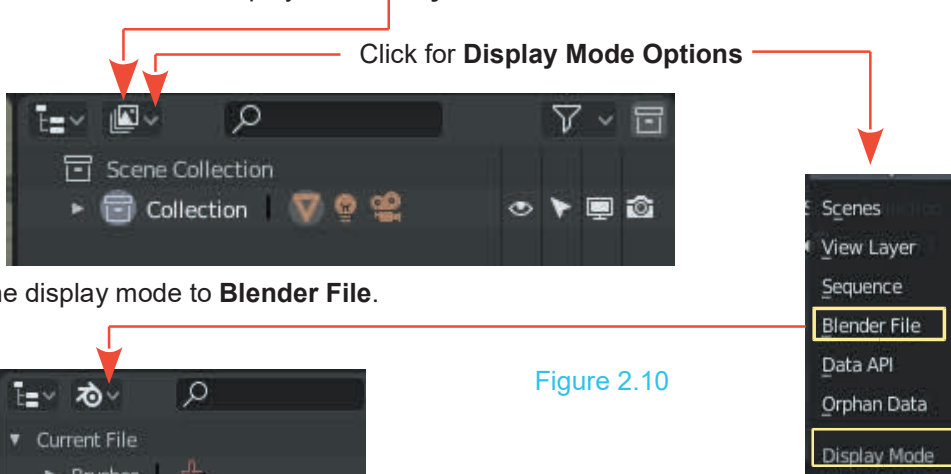 Click for Display Mode Options
Scene Collection
Collection
Scenes
View Layer
Sequence
Blender File
Data API
Orphan Data
Display Mode
display mode to Blender File.
Figure 2.10
Current File